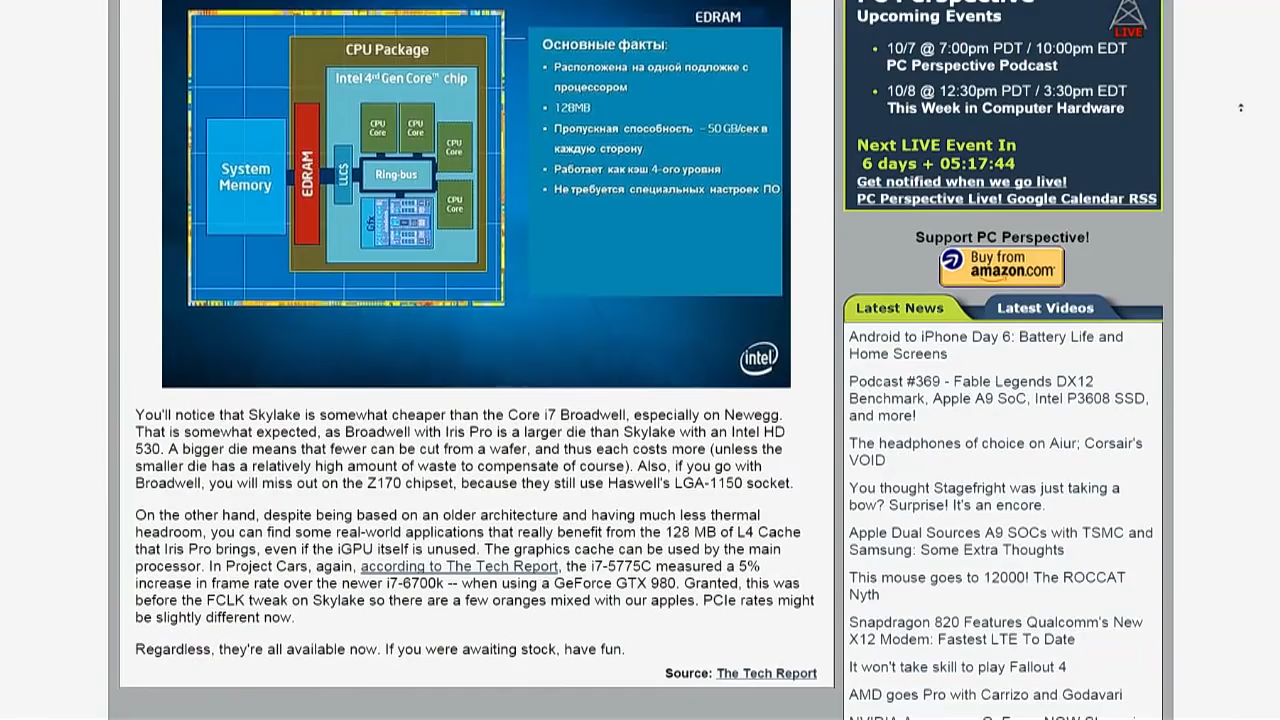 EDRAM
CPU Package
Intel 4rd Gen Core™ chip
CPU
Core
CPU
Core
CPU
Core
CPU
Core
System
Memory
EDRAM
LLCS
Ring-bus
Gfx
Основные факты:
• Расположена на одной подложке с
процессором
• 128MB
• Пропускная способность ~ 50 GB/сек в
каждую сторону
• Работает как кэш 4-ого уровня
• Не требуется специальных настроек ПО
intel
You'll notice that Skylake is somewhat cheaper than the Core i7 Broadwell, especially on Newegg.
That is somewhat expected, as Broadwell with Iris Pro is a larger die than Skylake with an Intel HD
530. A bigger die means that fewer can be cut from a wafer, and thus each costs more (unless the
smaller die has a relatively high amount of waste to compensate of course). Also, if you go with
Broadwell, you will miss out on the Z170 chipset, because they still use Haswell's LGA-1150 socket.
On the other hand, despite being based on an older architecture and having much less thermal
headroom, you can find some real-world applications that really benefit from the 128 MB of L4 Cache
that Iris Pro brings, even if the iGPU itself is unused. The graphics cache can be used by the main
processor. In Project Cars, again, according to The Tech Report, the i7-5775C measured a 5%
increase in frame rate over the newer i7-6700k -- when using a GeForce GTX 980. Granted, this was
before the FCLK tweak on Skylake so there are a few oranges mixed with our apples. PCIe rates might
be slightly different now.
Regardless, they're all available now. If you were awaiting stock, have fun.
Source: The Tech Report
PC Perspective
Upcoming Events
LIVE
• 10/7 @ 7:00pm PDT / 10:00pm EDT
PC Perspective Podcast
• 10/8 @ 12:30pm PDT / 3:30pm EDT
This Week in Computer Hardware
Next LIVE Event In
6 days + 05:17:44
Get notified when we go live!
PC Perspective Live! Google Calendar RSS
Support PC Perspective!
Buy from
amazon.com
Latest News
Latest Videos
Android to iPhone Day 6: Battery Life and
Home Screens
Podcast #369 - Fable Legends DX12
Benchmark, Apple A9 SoC, Intel P3608 SSD,
and more!
The headphones of choice on Aiur; Corsair's
VOID
You thought Stagefright was just taking a
bow? Surprise! It's an encore.
Apple Dual Sources A9 SOCs with TSMC and
Samsung: Some Extra Thoughts
This mouse goes to 12000! The ROCCAT
Nyth
Snapdragon 820 Features Qualcomm's New
X12 Modem: Fastest LTE To Date
It won't take skill to play Fallout 4
AMD goes Pro with Carrizo and Godavari